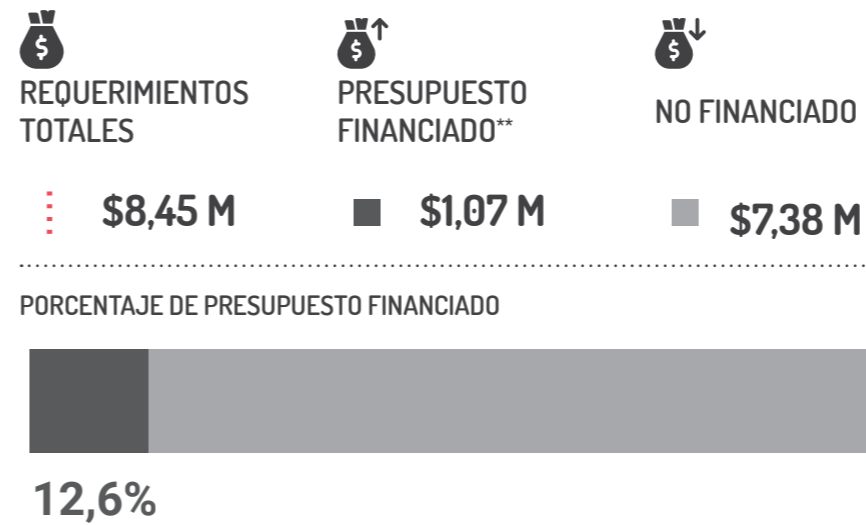 REQUERIMIENTOS
TOTALES
$8,45 M
PRESUPUESTO
FINANCIADO**
$1,07 M
NO FINANCIADO
$7,38 M
PORCENTAJE DE PRESUPUESTO FINANCIADO
12,6%